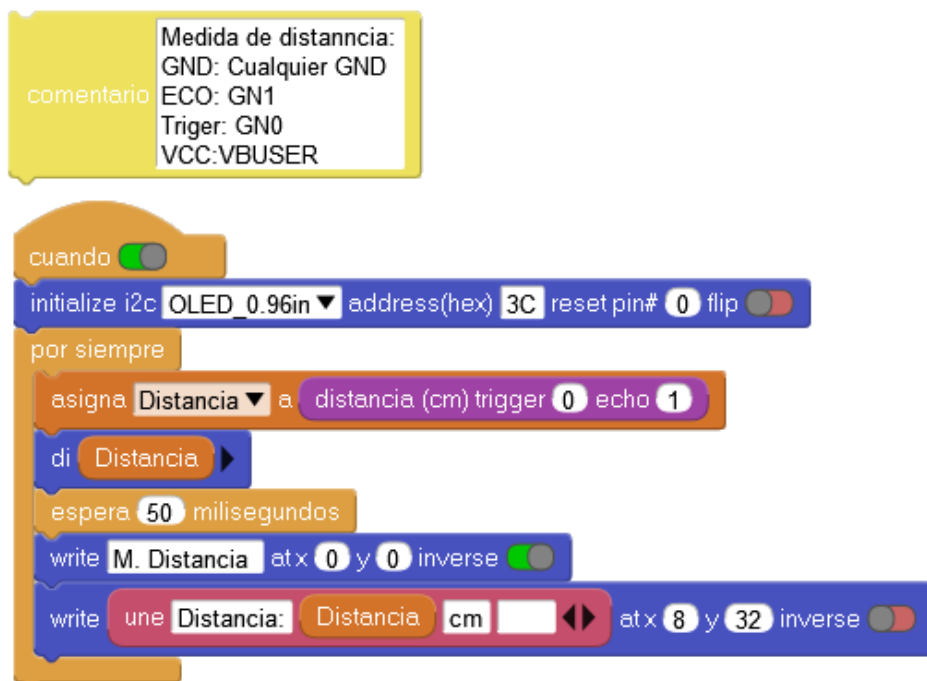 comentario
Medida de distanncia:
GND: Cualquier GND
ECO: GN1
Triger: GN0
VCC:VBUSER
cuando
initialize i2c OLED_0.96in address(hex) 3C reset pin# 0 flip
por siempre
asigna Distancia a distancia (cm) trigger 0 echo 1
di Distancia
espera 50 milisegundos
write M. Distancia at x 0 y 0 inverse
write une Distancia: Distancia cm at x 8 y 32 inverse